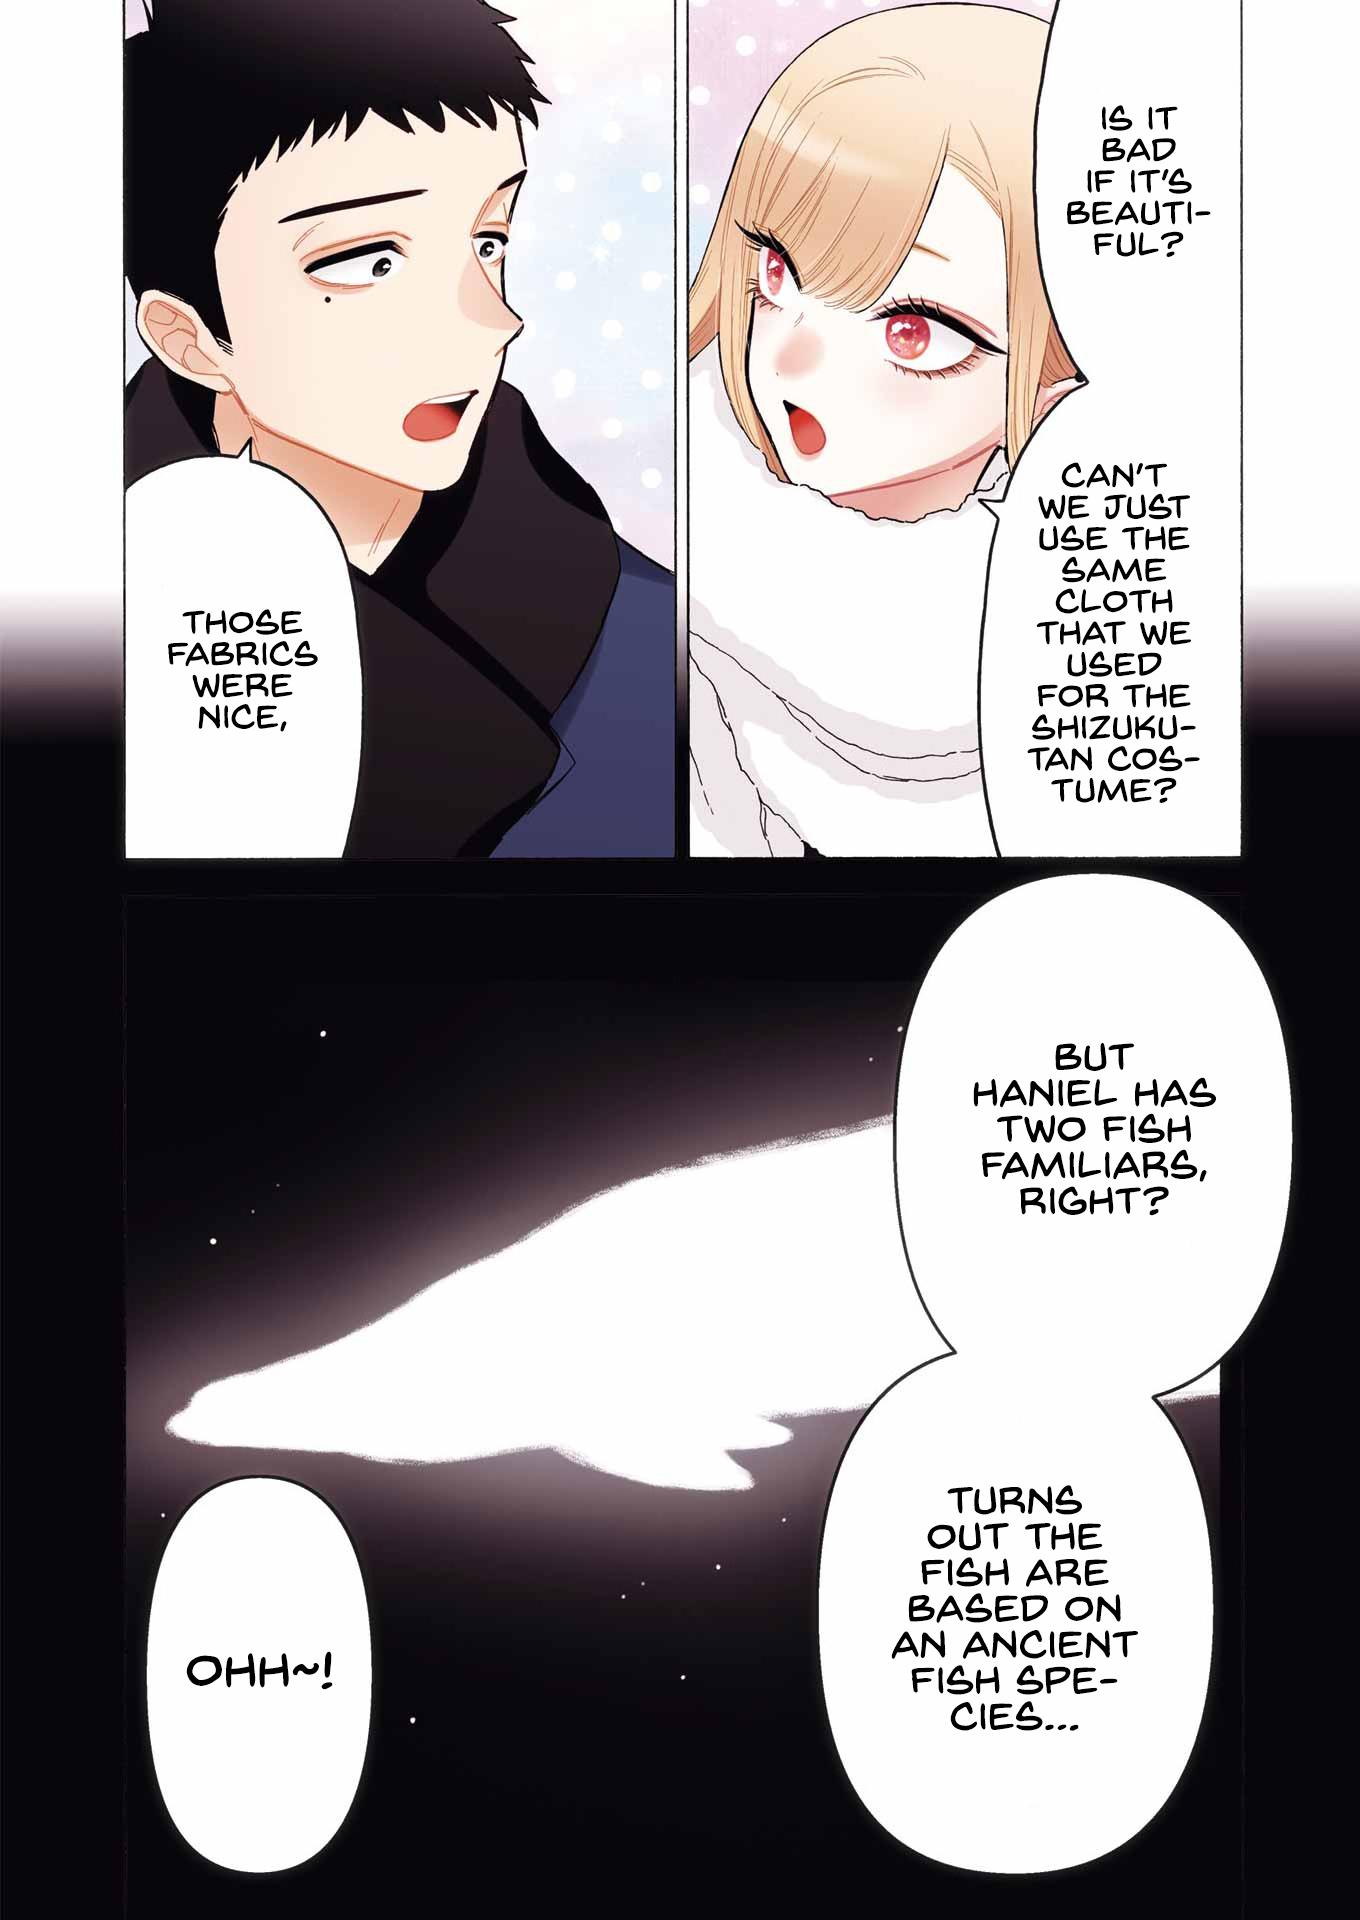 IS IT
BAD
IF IT'S
BEAUTI-
FUL?
CAN'T
WE JUST
USE THE
SAME
CLOTH
THAT WE
USED
FOR THE
SHIZUKU-
TAN COS-
TUME?
THOSE
FABRICS
WERE
NICE,
BUT
HANIEL HAS
TWO FISH
FAMILIARS,
RIGHT?
TURNS
OUT THE
FISH ARE
BASED ON
AN ANCIENT
FISH SPE-
CIES...
OHH~!